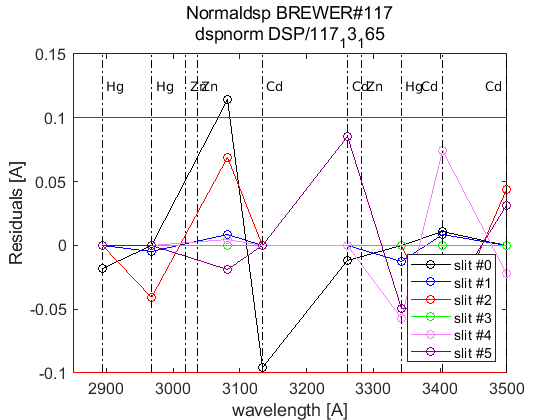 Normaldsp BREWER#117
dspnorm DSP/117₁3₁65
0.15
Hg Hg Zn Zn Cd Cd Zn Hg Cd Cd
0.1
0.05
0
-0.05
-0.1
Residuals [A]
slit #0
slit #1
slit #2
slit #3
slit #4
slit #5
2900 3000 3100 3200 3300 3400 3500
wavelength [A]